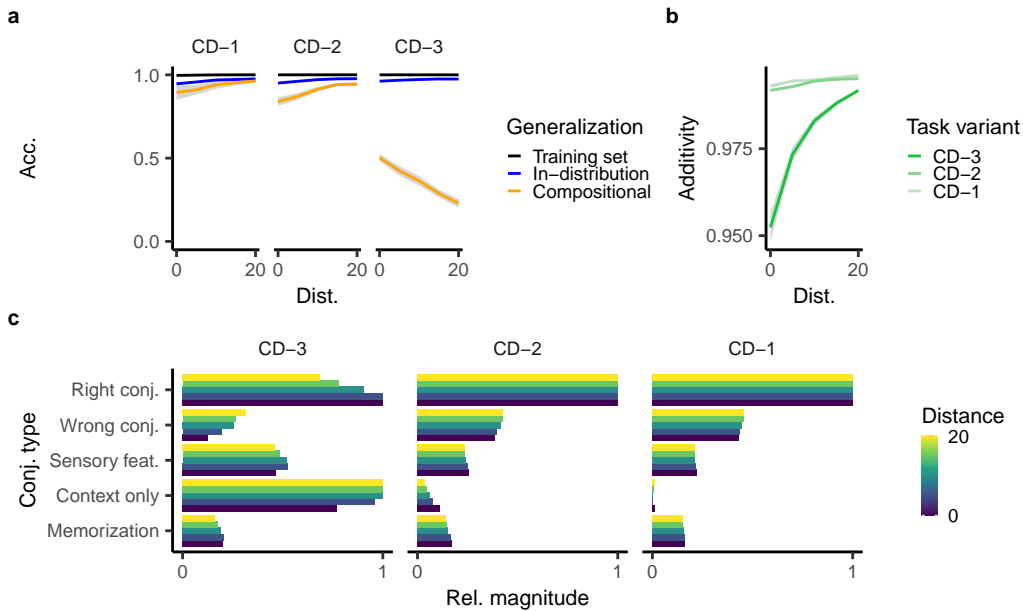 a
CD−1
CD−2
CD−3
Acc.
1.0
0.5
0.0
0 20
0 20
0 20
Dist.
Generalization
Training set
In−distribution
Compositional
b
Additivity
0.975
0.950
0 20
Dist.
Task variant
CD−3
CD−2
CD−1
c
CD−3
CD−2
CD−1
Conj. type
Right conj.
Wrong conj.
Sensory feat.
Context only
Memorization
0 1
0 1
0 1
Rel. magnitude
Distance
20
0